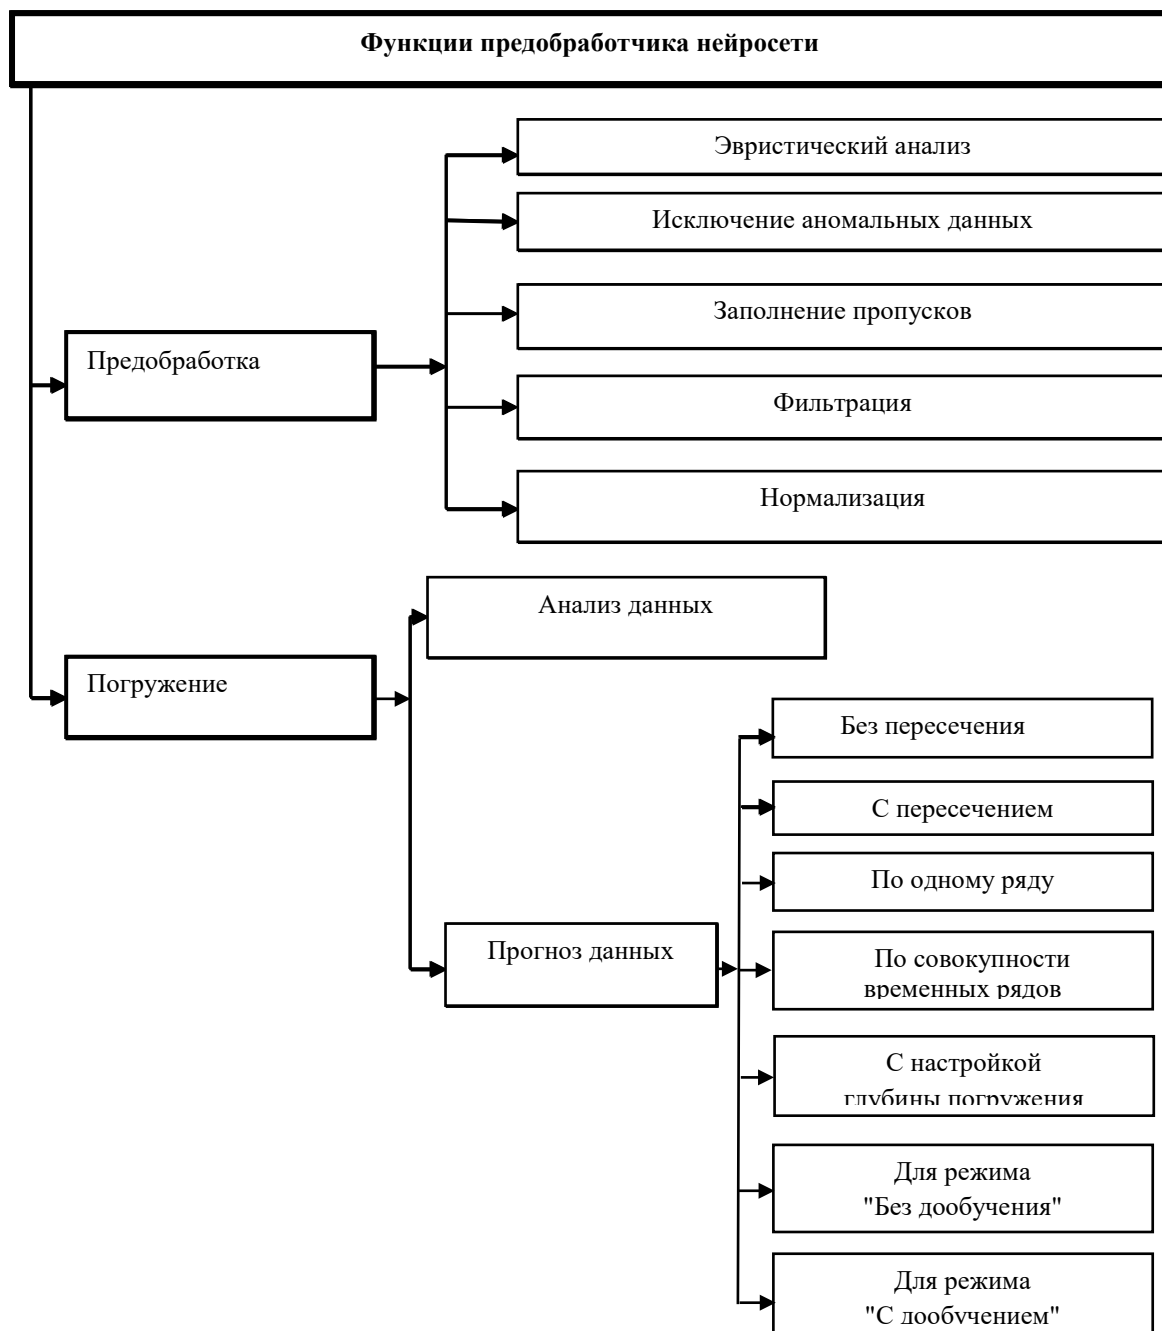 Функции предобработчика нейросети
Эвристический анализ
Исключение аномальных данных
Заполнение пропусков
Предобработка
Фильтрация
Нормализация
Анализ данных
Погружение
Без пересечения
С пересечением
По одному ряду
Прогноз данных
По совокупности
временных рядов
С настройкой
глубины погружения
Для режима
"Без дообучения"
Для режима
"С дообучением"